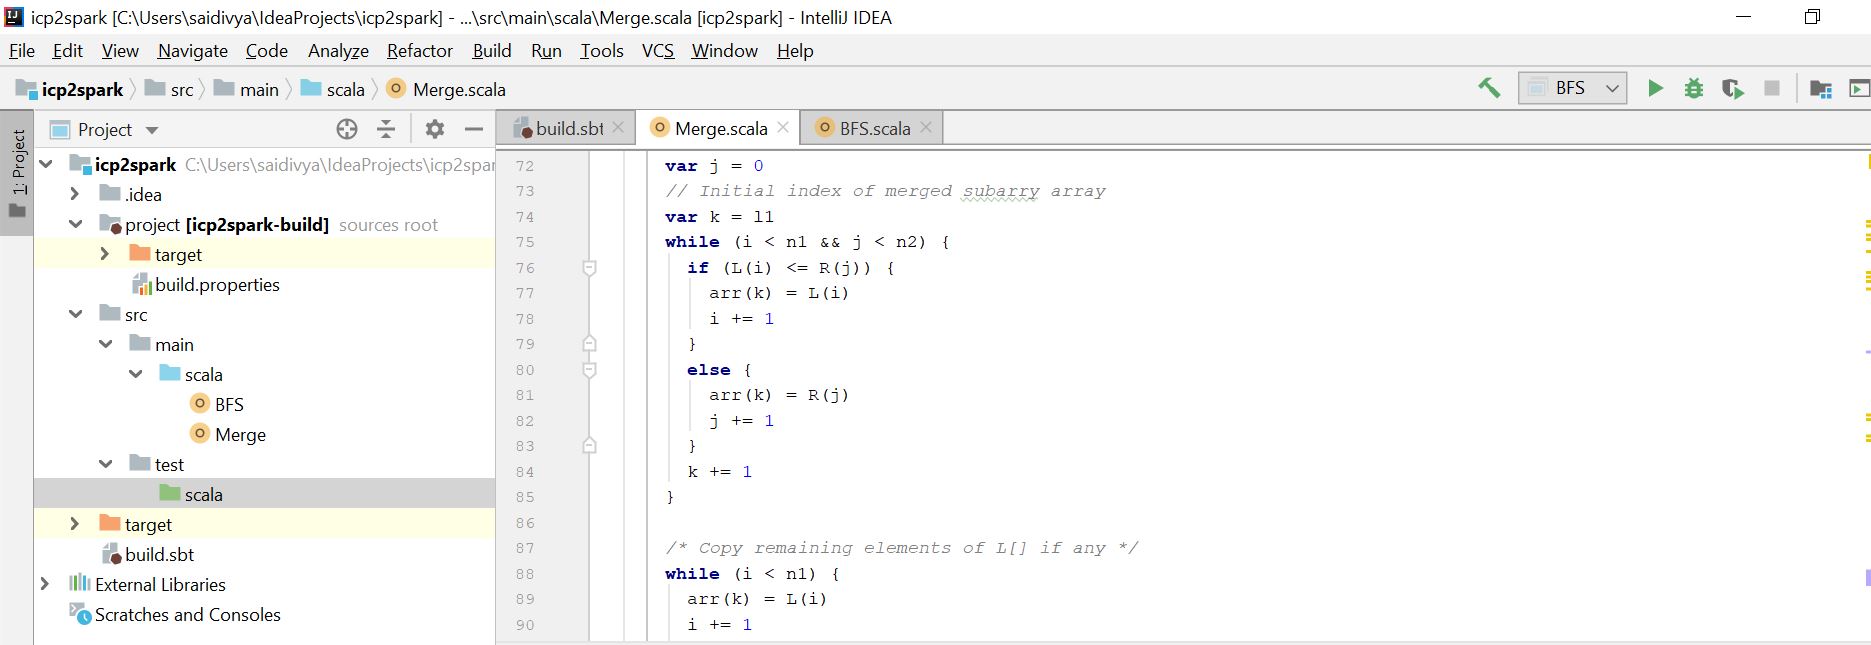 icp2spark [C:\Users\saidivya\IdeaProjects\icp2spark] - ...\src\main\scala\Merge.scala [icp2spark] - IntelliJ IDEA
File Edit View Navigate Code Analyze Refactor Build Run Tools VCS Window Help
icp2spark src main scala Merge.scala BFS
1: Project
Project
build.sbt Merge.scala BFS.scala
icp2spark C:\Users\saidivya\IdeaProjects\icp2spar
.idea
project [icp2spark-build] sources root
target
build.properties
src
main
scala
BFS
Merge
test
scala
target
build.sbt
External Libraries
Scratches and Consoles
72 var j = 0
73 // Initial index of merged subarry array
74 var k = l1
75 while (i < n1 && j < n2) {
76 if (L(i) <= R(j)) {
77 arr(k) = L(i)
78 i += 1
79 }
80 else {
81 arr(k) = R(j)
82 j += 1
83 }
84 k += 1
85 }
86
87 /* Copy remaining elements of L[] if any */
88 while (i < n1) {
89 arr(k) = L(i)
90 i += 1